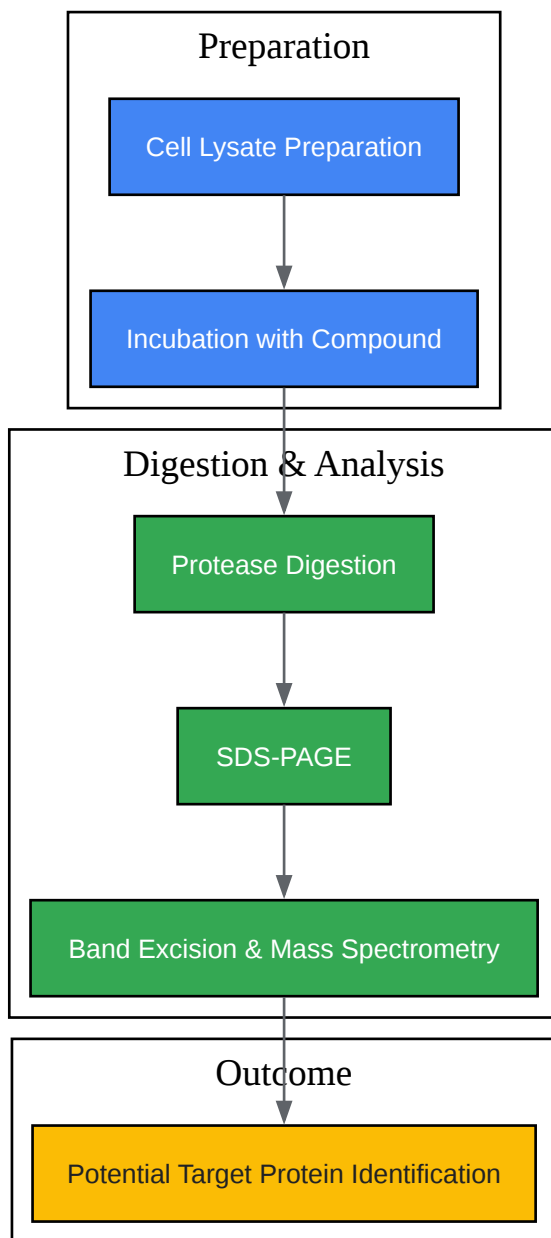 Preparation
Cell Lysate Preparation
Incubation with Compound
Digestion & Analysis
Protease Digestion
SDS-PAGE
Band Excision & Mass Spectrometry
Outcome
Potential Target Protein Identification